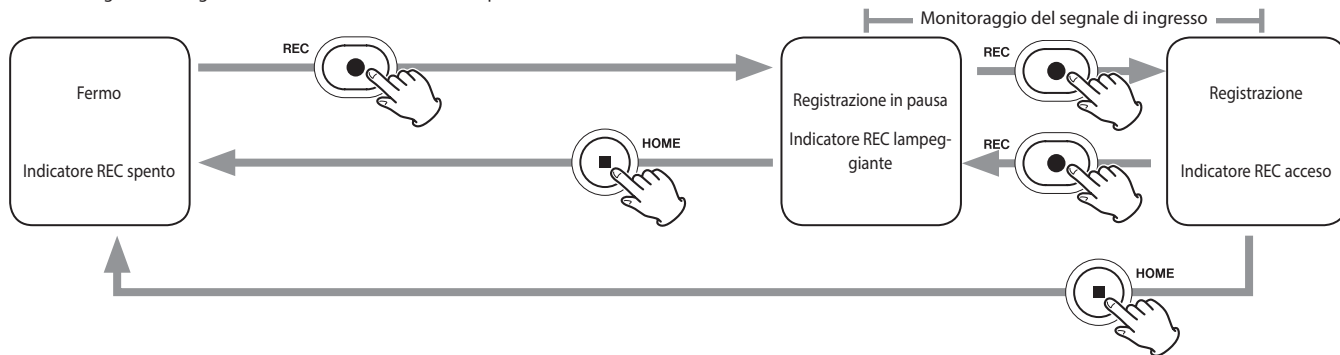 Monitoraggio del segnale di ingresso
REC
Fermo
Indicatore REC spento
HOME
Registrazione in pausa
Indicatore REC lampeg-
giante
REC
REC
Registrazione
Indicatore REC acceso
HOME